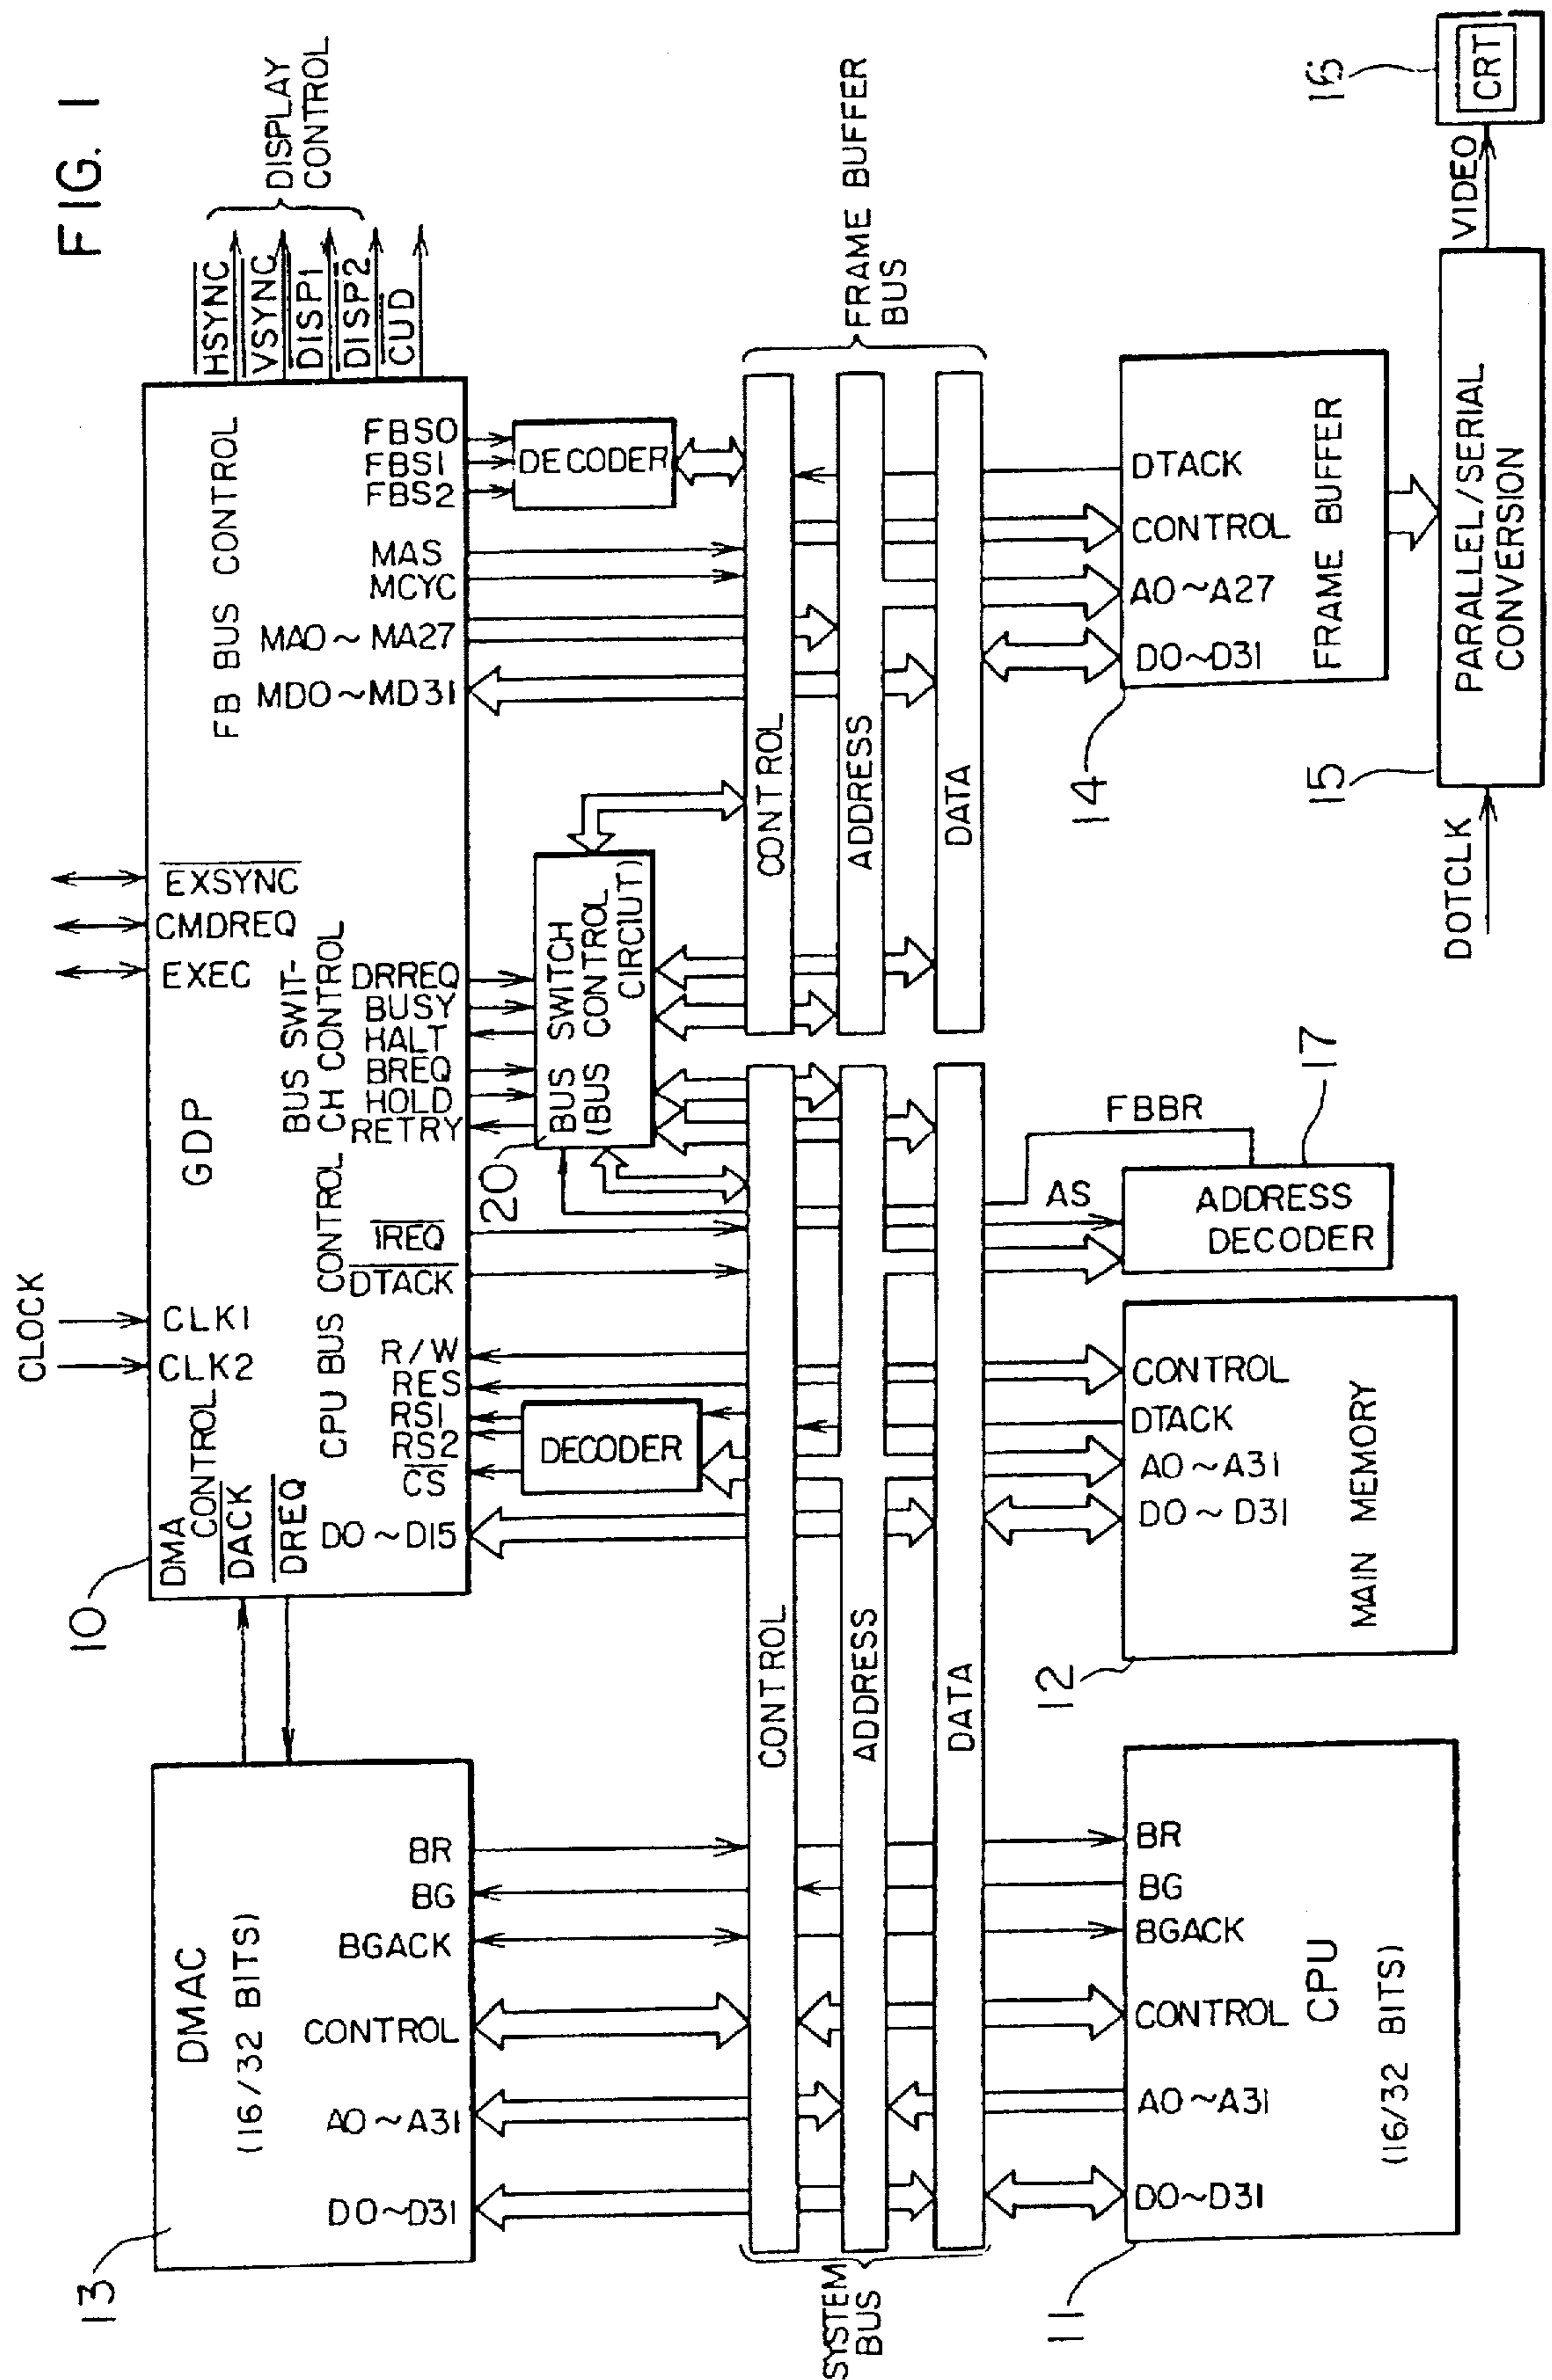 FIG. 1
13
DMAC
(16/32 BITS)
BR
BG
BGACK
CONTROL
A0~A31
D0~D31
10
DMA
CONTROL
DACK
DREQ
CLOCK
CLK1
CLK2
GDP
EXSYNC
CMDREQ
EXEC
CPU BUS CONTROL
D0~D15
CS
RS2
RS1
RES
R/W
DTACK
IREQ
BUS SWIT-
CH CONTROL
RETRY
HOLD
BREQ
HALT
BUSY
DRREQ
FB BUS CONTROL
MD0~MD31
MA0~MA27
MCYC
MAS
FBS2
FBS1
FBS0
HSYNC
VSYNC
DISP1
DISP2
CUD
DISPLAY
CONTROL
DECODER
20
BUS SWITCH
(BUS CONTROL
CIRCIUT)
DECODER
SYSTEM
BUS
CONTROL
ADDRESS
DATA
CONTROL
ADDRESS
DATA
FRAME BUFFER
BUS
11
D0~D31
A0~A31
CONTROL
BGACK
BG
BR
CPU
(16/32 BITS)
12
D0~D31
A0~A31
DTACK
CONTROL
MAIN MEMORY
AS
FBBR
17
ADDRESS
DECODER
14
D0~D31
A0~A27
CONTROL
DTACK
FRAME BUFFER
DOTCLK
15
PARALLEL/SERIAL
CONVERSION
VIDEO
16
CRT